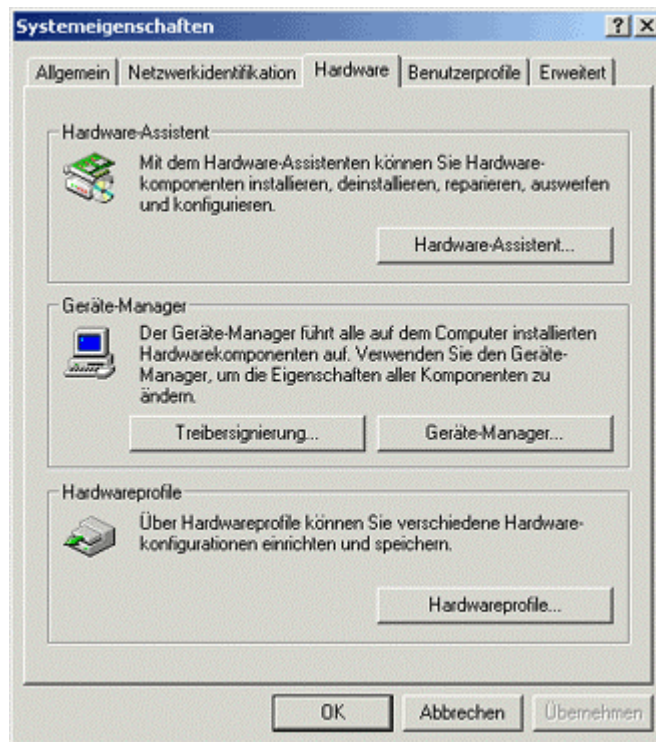 Systemeigenschaften
Allgemein Netzwerkidentifikation Hardware Benutzerprofile Erweitert
Hardware-Assistent
Mit dem Hardware-Assistenten können Sie Hardware-
komponenten installieren, deinstallieren, reparieren, auswerfen
und konfigurieren.
Hardware-Assistent...
Geräte-Manager
Der Geräte-Manager führt alle auf dem Computer installierten
Hardwarekomponenten auf. Verwenden Sie den Geräte-
Manager, um die Eigenschaften aller Komponenten zu
ändern.
Treibersignierung... Geräte-Manager...
Hardwareprofile
Über Hardwareprofile können Sie verschiedene Hardware-
konfigurationen einrichten und speichern.
Hardwareprofile...
OK Abbrechen Übernehmen